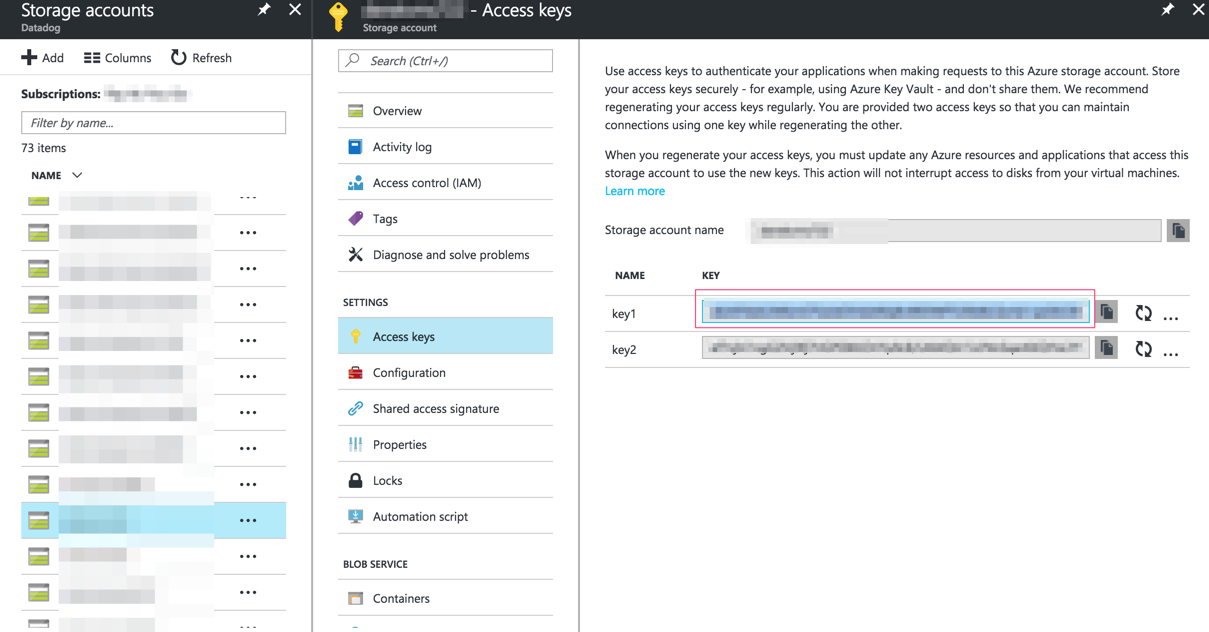 Storage accounts
Datadog
Add Columns Refresh
Subscriptions:
Filter by name...
73 items
NAME
- Access keys
Storage account
Search (Ctrl+/)
Overview
Activity log
Access control (IAM)
Tags
Diagnose and solve problems
SETTINGS
Access keys
Configuration
Shared access signature
Properties
Locks
Automation script
BLOB SERVICE
Containers
Use access keys to authenticate your applications when making requests to this Azure storage account. Store
your access keys securely - for example, using Azure Key Vault - and don't share them. We recommend
regenerating your access keys regularly. You are provided two access keys so that you can maintain
connections using one key while regenerating the other.
When you regenerate your access keys, you must update any Azure resources and applications that access this
storage account to use the new keys. This action will not interrupt access to disks from your virtual machines.
Learn more
Storage account name
NAME KEY
key1
key2